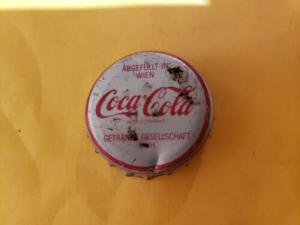 ABGEFÜLLT IN
WIEN
Coca-Cola
GETRÄNKE GESELLSCHAFT